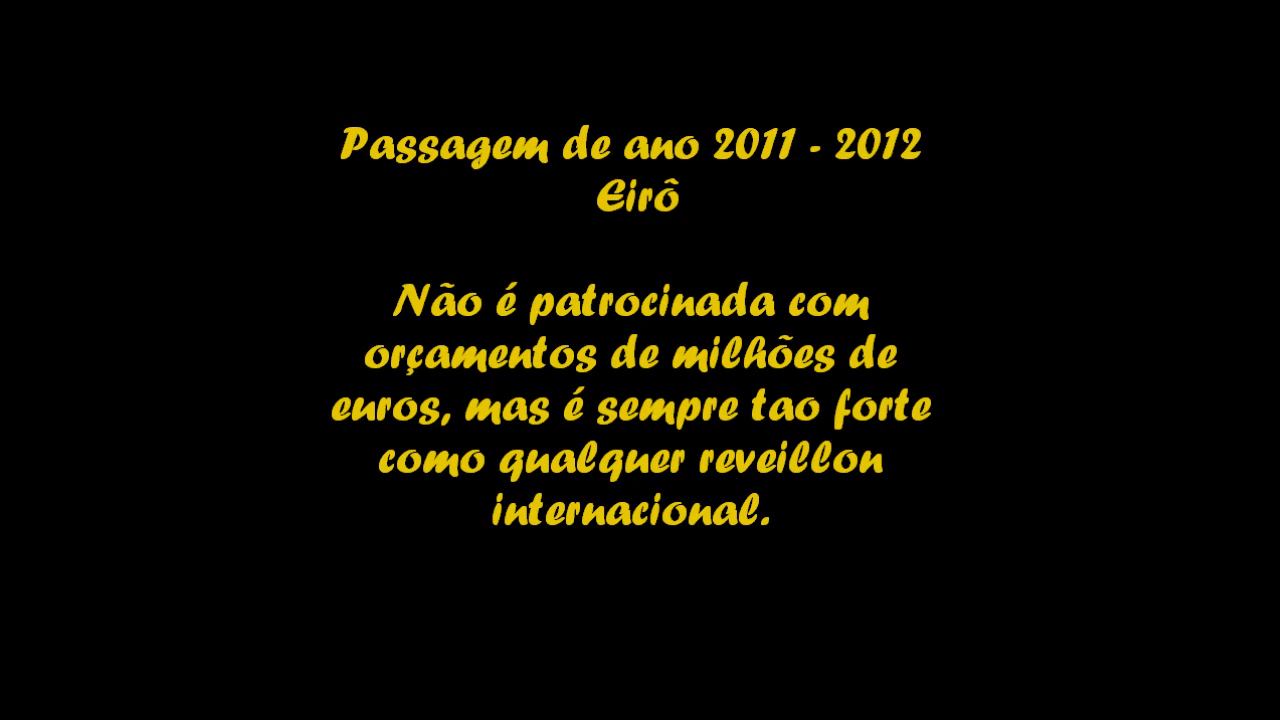 Passagem de ano 2011 - 2012
Eirô
Não é patrocinada com
orçamentos de milhões de
euros, mas é sempre tao forte
como qualquer reveillon
internacional.